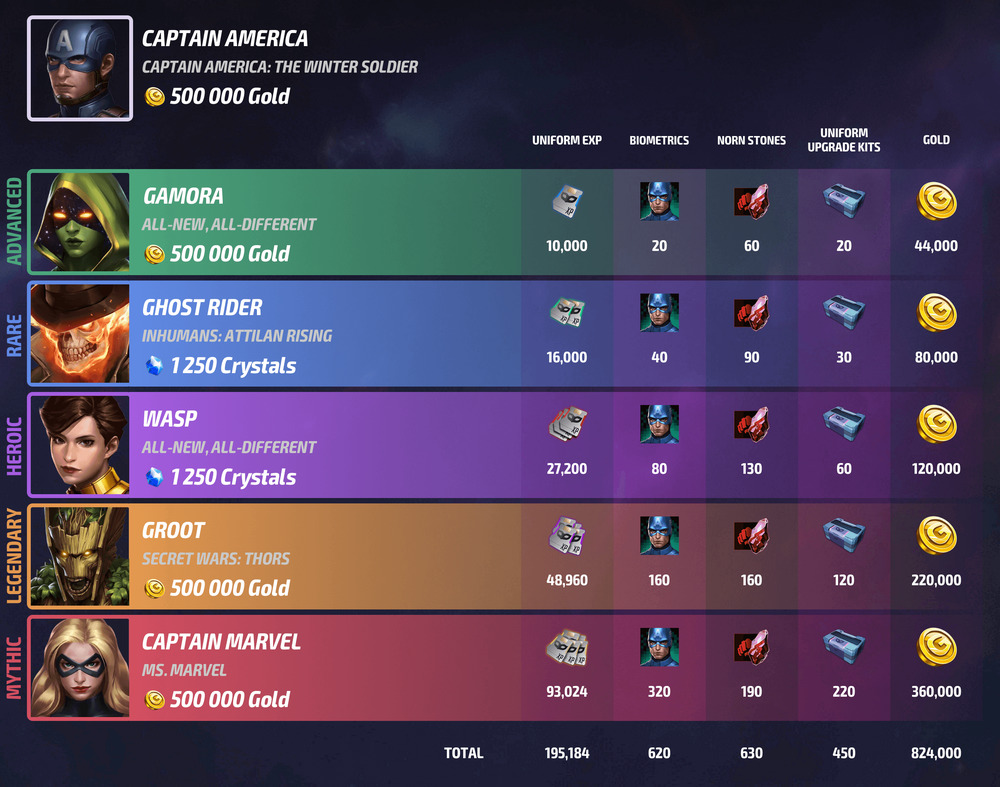 CAPTAIN AMERICA
CAPTAIN AMERICA: THE WINTER SOLDIER
500 000 Gold
UNIFORM EXP BIOMETRICS NORN STONES UNIFORM UPGRADE KITS GOLD
ADVANCED
GAMORA
ALL-NEW, ALL-DIFFERENT
500 000 Gold
10,000 20 60 20 44,000
RARE
GHOST RIDER
INHUMANS: ATTILAN RISING
1 250 Crystals
16,000 40 90 30 80,000
HEROIC
WASP
ALL-NEW, ALL-DIFFERENT
1 250 Crystals
27,200 80 130 60 120,000
LEGENDARY
GROOT
SECRET WARS: THORS
500 000 Gold
48,960 160 160 120 220,000
MYTHIC
CAPTAIN MARVEL
MS. MARVEL
500 000 Gold
93,024 320 190 220 360,000
TOTAL 195,184 620 630 450 824,000